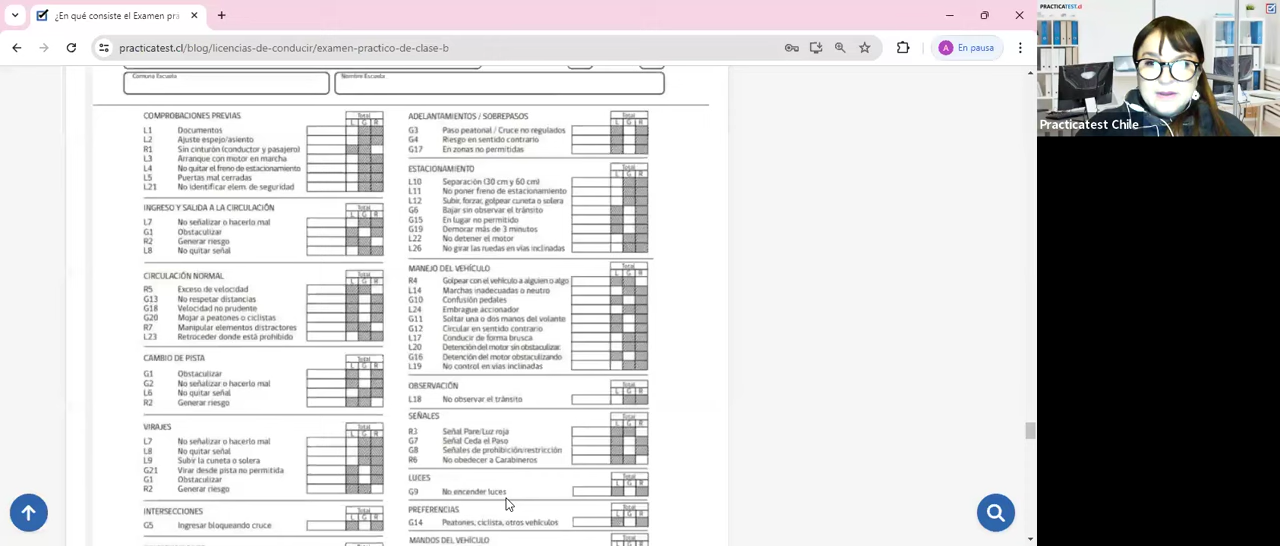 ¿En qué consiste el Examen pra
practicatest.cl/blog/licencias-de-conducir/examen-practico-de-clase-b
A
En pausa
PRACTICATEST.cl
Practicatest Chile
Comuna Escuela
Nombre Escuela
COMPROBACIONES PREVIAS
Total
L G R
L1 Documentos
L2 Ajuste espejo/asiento
R1 Sin cinturón (conductor y pasajero)
L3 Arranque con motor en marcha
L4 No quitar el freno de estacionamiento
L5 Puertas mal cerradas
L21 No identificar elem. de seguridad
INGRESO Y SALIDA A LA CIRCULACIÓN
Total
L G R
L7 No señalizar o hacerlo mal
G1 Obstaculizar
R2 Generar riesgo
L8 No quitar señal
CIRCULACIÓN NORMAL
Total
L G R
R5 Exceso de velocidad
G13 No respetar distancias
G18 Velocidad no prudente
G20 Mojar a peatones o ciclistas
R7 Manipular elementos distractores
L23 Retroceder donde está prohibido
CAMBIO DE PISTA
Total
L G R
G1 Obstaculizar
G2 No señalizar o hacerlo mal
L6 No quitar señal
R2 Generar riesgo
VIRAJES
Total
L G R
L7 No señalizar o hacerlo mal
L8 No quitar señal
L9 Subir la cuneta o solera
G21 Virar desde pista no permitida
G1 Obstaculizar
R2 Generar riesgo
INTERSECCIONES
Total
L G R
G5 Ingresar bloqueando cruce
ADELANTAMIENTOS / SOBREPASOS
Total
L G R
G3 Paso peatonal / Cruce no regulados
G4 Riesgo en sentido contrario
G17 En zonas no permitidas
ESTACIONAMIENTO
Total
L G R
L10 Separación (30 cm y 60 cm)
L11 No poner freno de estacionamiento
L12 Subir, forzar, golpear cuneta o solera
G6 Bajar sin observar el tránsito
G15 En lugar no permitido
G19 Demorar más de 3 minutos
L22 No detener el motor
L26 No girar las ruedas en vías inclinadas
MANEJO DEL VEHÍCULO
Total
L G R
R4 Golpear con el vehículo a alguien o algo
L14 Marchas inadecuadas o neutro
G10 Confusión pedales
L24 Embrague accionador
G11 Soltar una o dos manos del volante
G12 Circular en sentido contrario
L17 Conducir de forma brusca
L20 Detención del motor sin obstaculizar
G16 Detención del motor obstaculizando
L19 No control en vías inclinadas
OBSERVACIÓN
Total
L G R
L18 No observar el tránsito
SEÑALES
Total
L G R
R3 Señal Pare/Luz roja
G7 Señal Ceda el Paso
G8 Señales de prohibición/restricción
R6 No obedecer a Carabineros
LUCES
Total
L G R
G9 No encender luces
PREFERENCIAS
Total
L G R
G14 Peatones, ciclista, otros vehículos
MANDOS DEL VEHÍCULO
Total